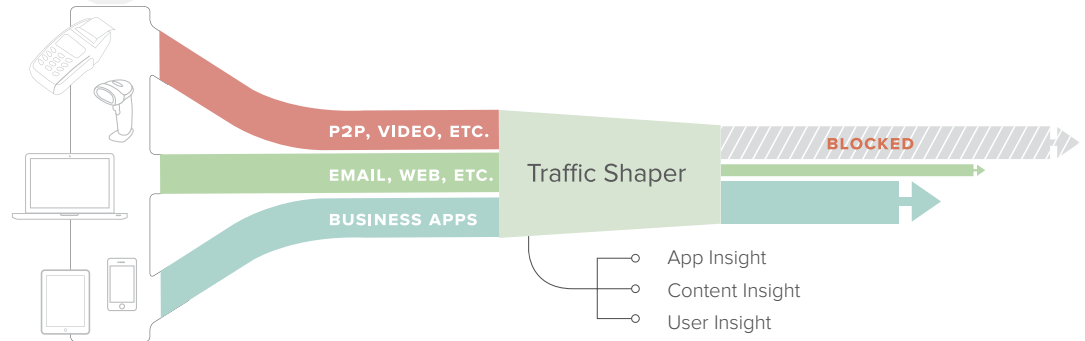 P2P, VIDEO, ETC.
EMAIL, WEB, ETC.
BUSINESS APPS
Traffic Shaper
BLOCKED
App Insight
Content Insight
User Insight